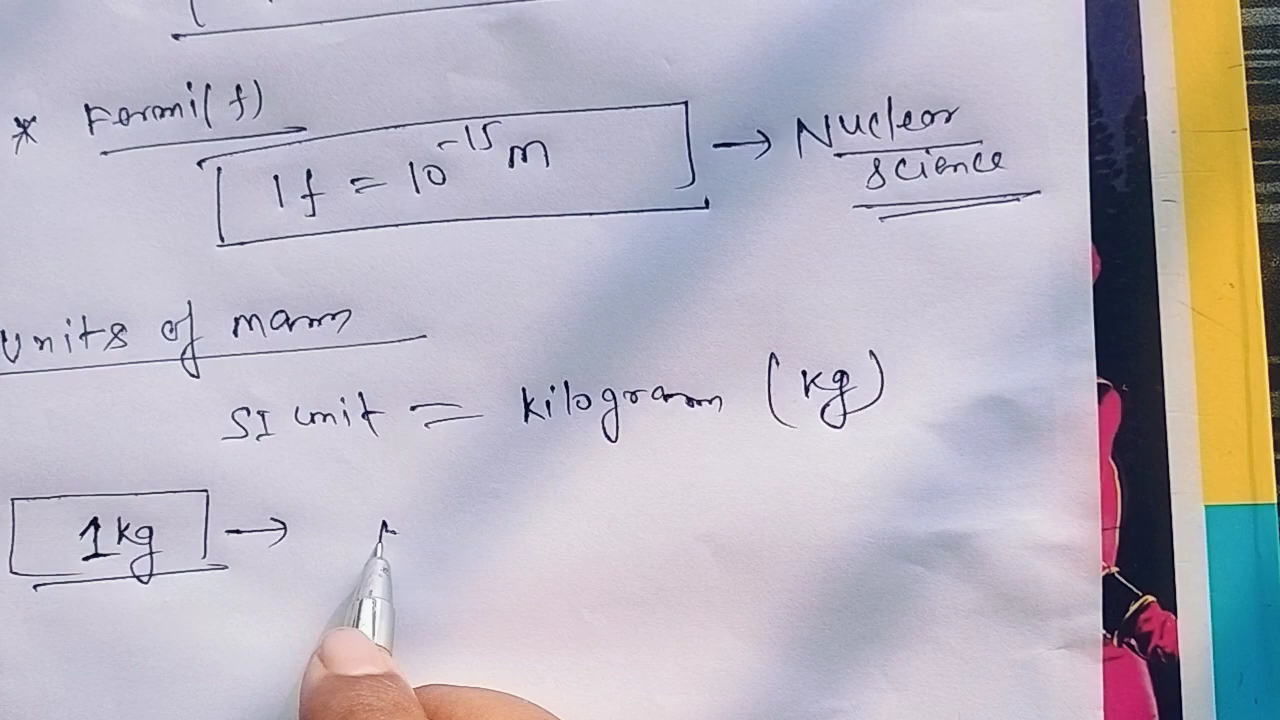 * Fermi (f)
1f = 10⁻¹⁵ m → Nuclear science
Units of mass
SI unit = kilogram (kg)
1kg →